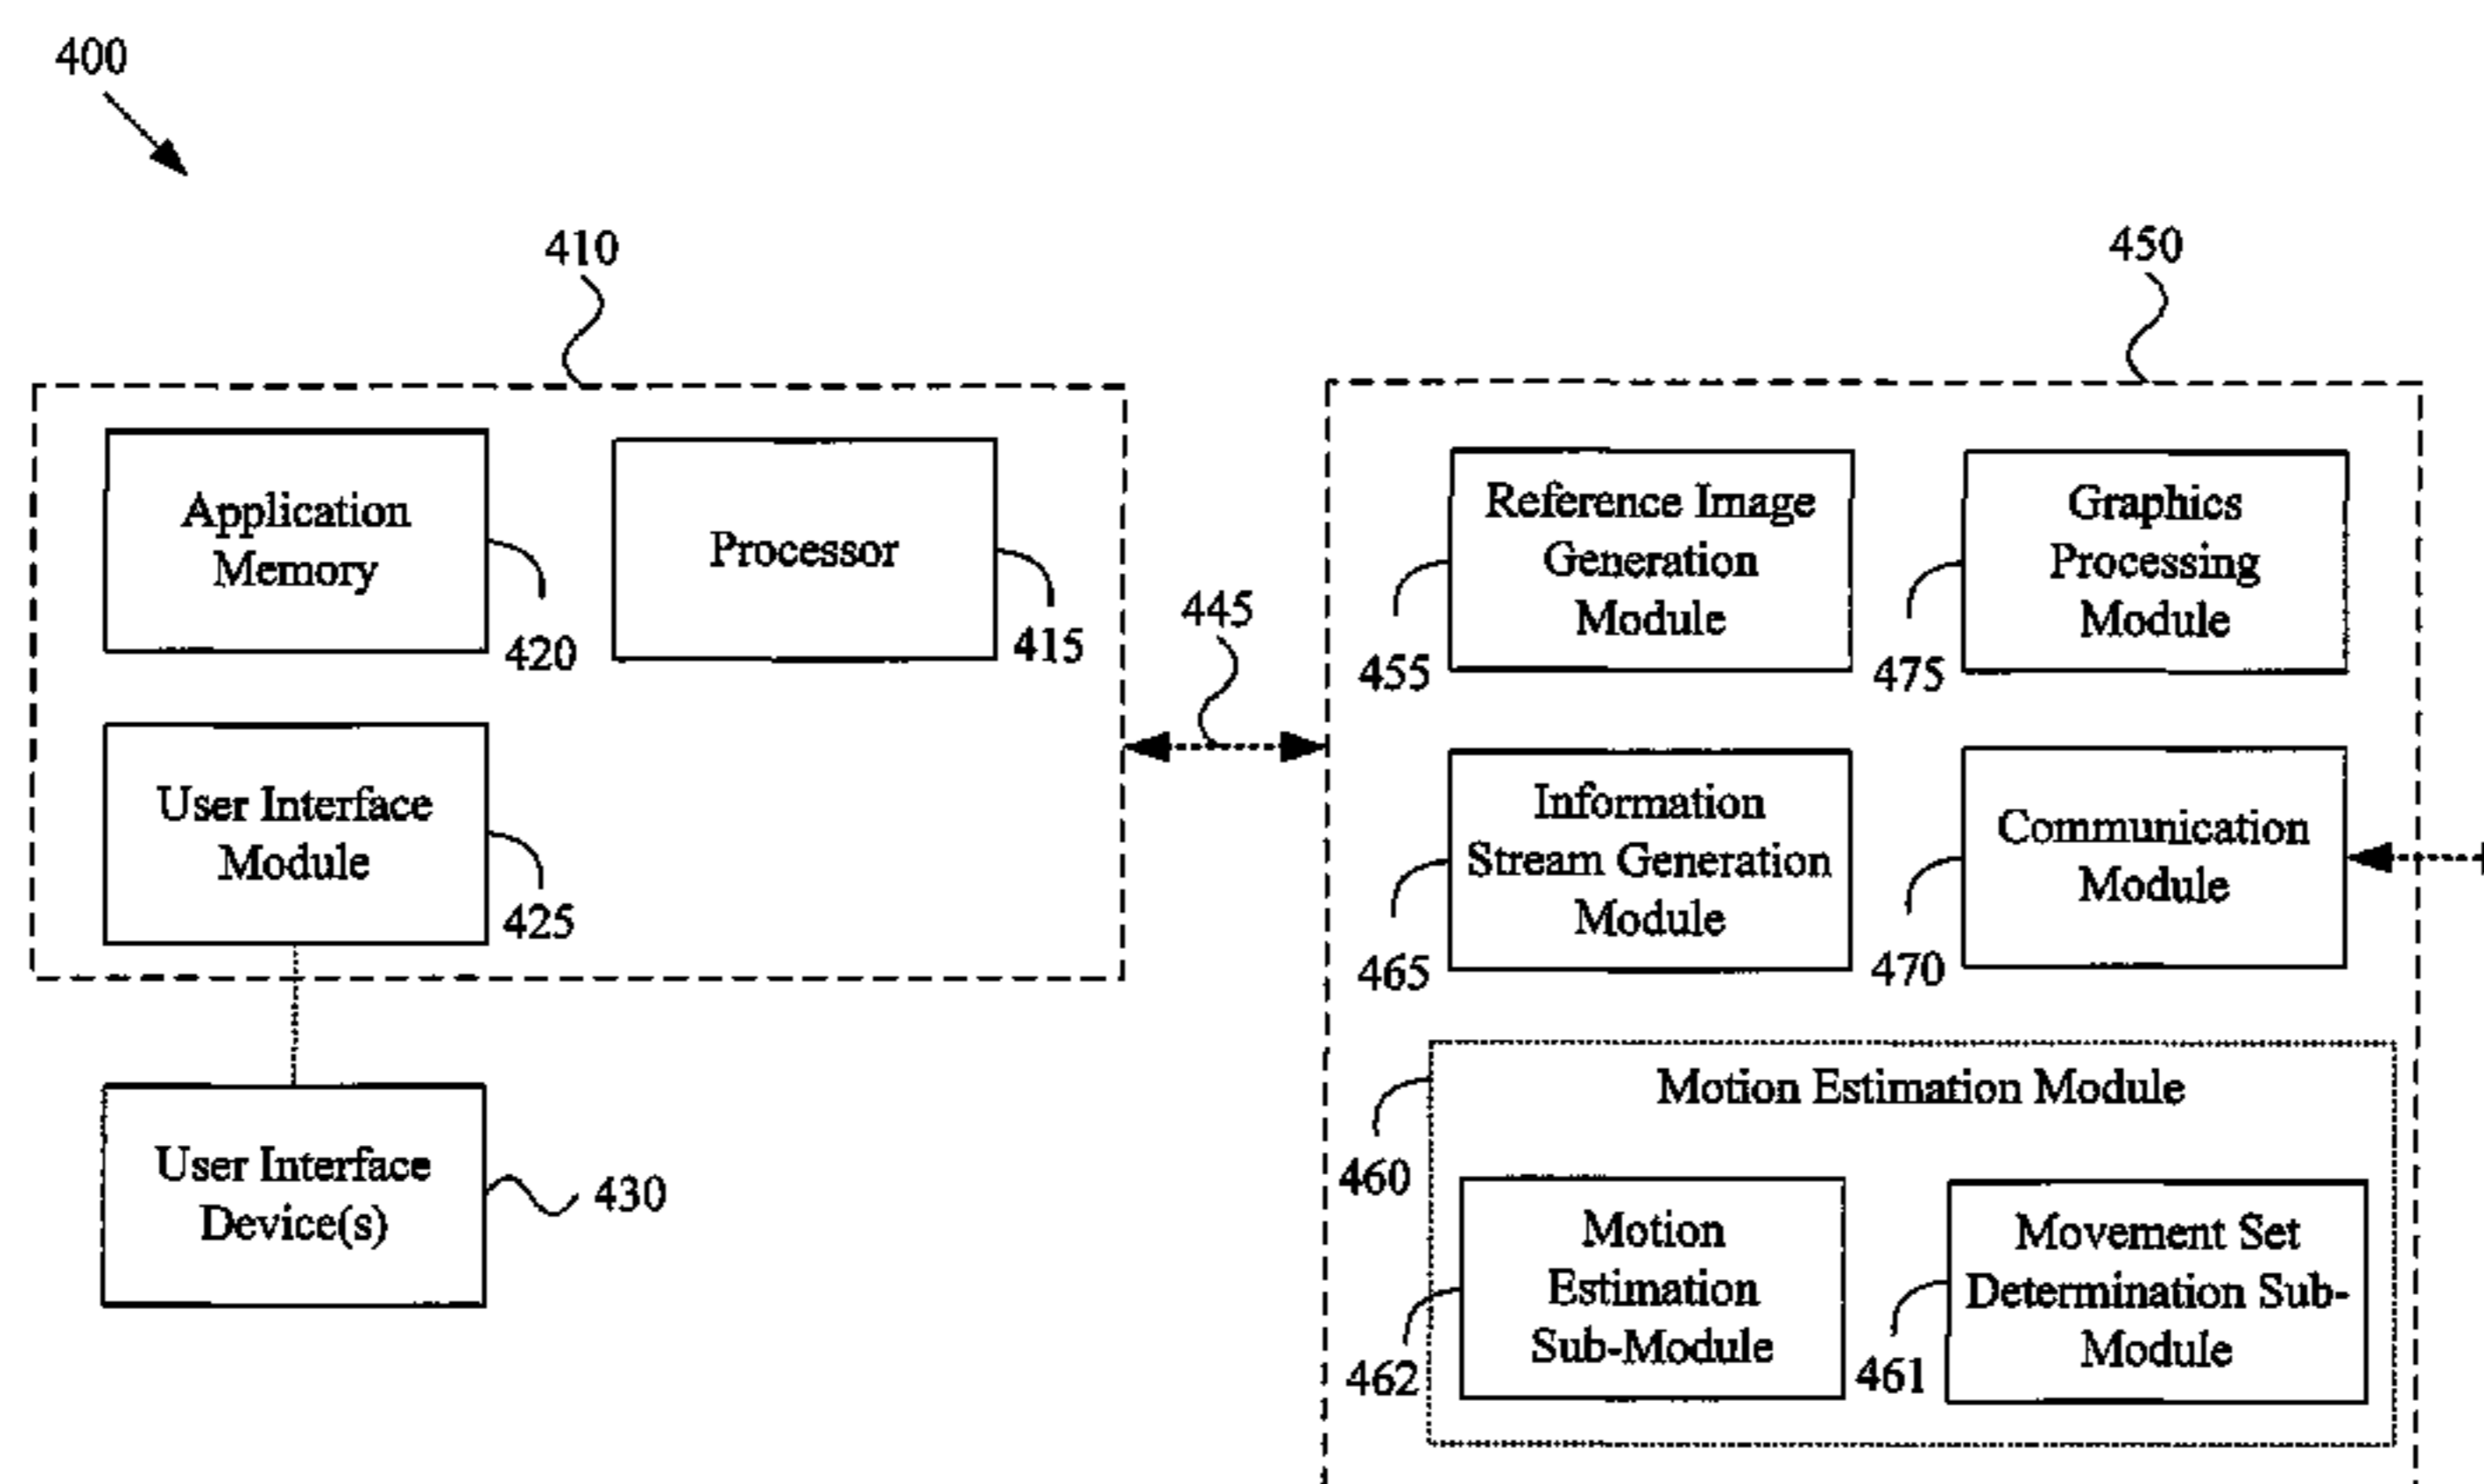 400
410
450
Application
Memory
420
Processor
415
445
Reference Image
Generation
Module
455
Graphics
Processing
Module
475
User Interface
Module
425
Information
Stream Generation
Module
465
Communication
Module
470
User Interface
Device(s)
430
Motion Estimation Module
460
Motion
Estimation
Sub-Module
462
Movement Set
Determination Sub-
Module
461